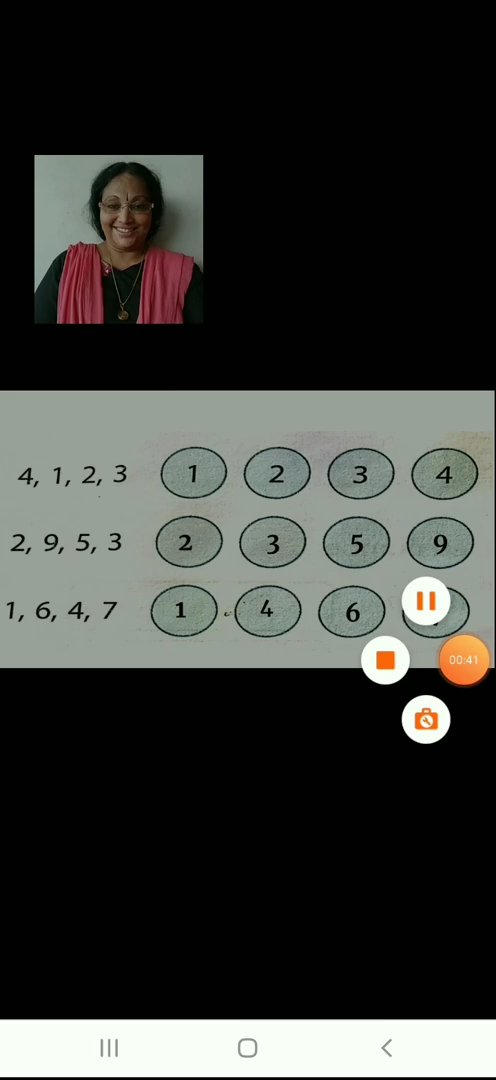 4, 1, 2, 3 1 2 3 4
2, 9, 5, 3 2 3 5 9
1, 6, 4, 7 1 4 6
00:41